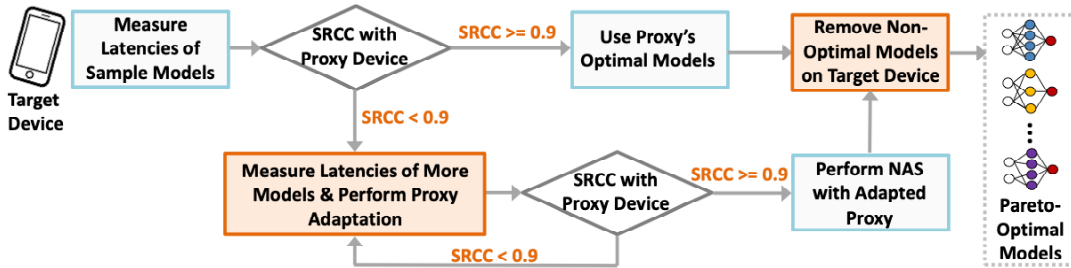 Target
Device
Measure
Latencies of
Sample Models
SRCC with
Proxy Device
SRCC >= 0.9
Use Proxy's
Optimal Models
Remove Non-
Optimal Models
on Target Device
SRCC < 0.9
Measure Latencies of More
Models & Perform Proxy
Adaptation
SRCC with
Proxy Device
SRCC >= 0.9
Perform NAS
with Adapted
Proxy
SRCC < 0.9
Pareto-
Optimal
Models